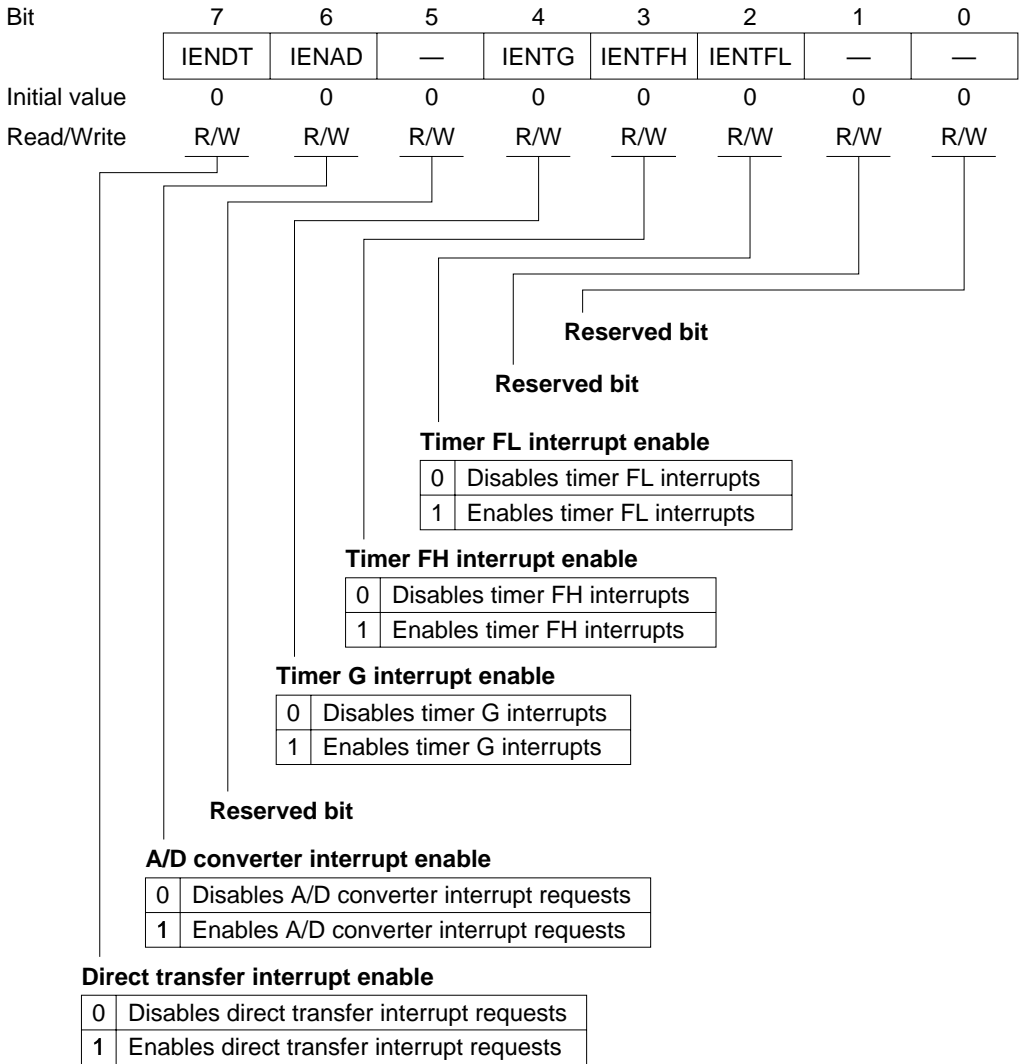 Bit 7 6 5 4 3 2 1 0
IENDT IENAD — IENTG IENTFH IENTFL — —
Initial value 0 0 0 0 0 0 0 0
Read/Write R/W R/W R/W R/W R/W R/W R/W R/W
Reserved bit
Reserved bit
Timer FL interrupt enable
0 Disables timer FL interrupts
1 Enables timer FL interrupts
Timer FH interrupt enable
0 Disables timer FH interrupts
1 Enables timer FH interrupts
Timer G interrupt enable
0 Disables timer G interrupts
1 Enables timer G interrupts
Reserved bit
A/D converter interrupt enable
0 Disables A/D converter interrupt requests
1 Enables A/D converter interrupt requests
Direct transfer interrupt enable
0 Disables direct transfer interrupt requests
1 Enables direct transfer interrupt requests